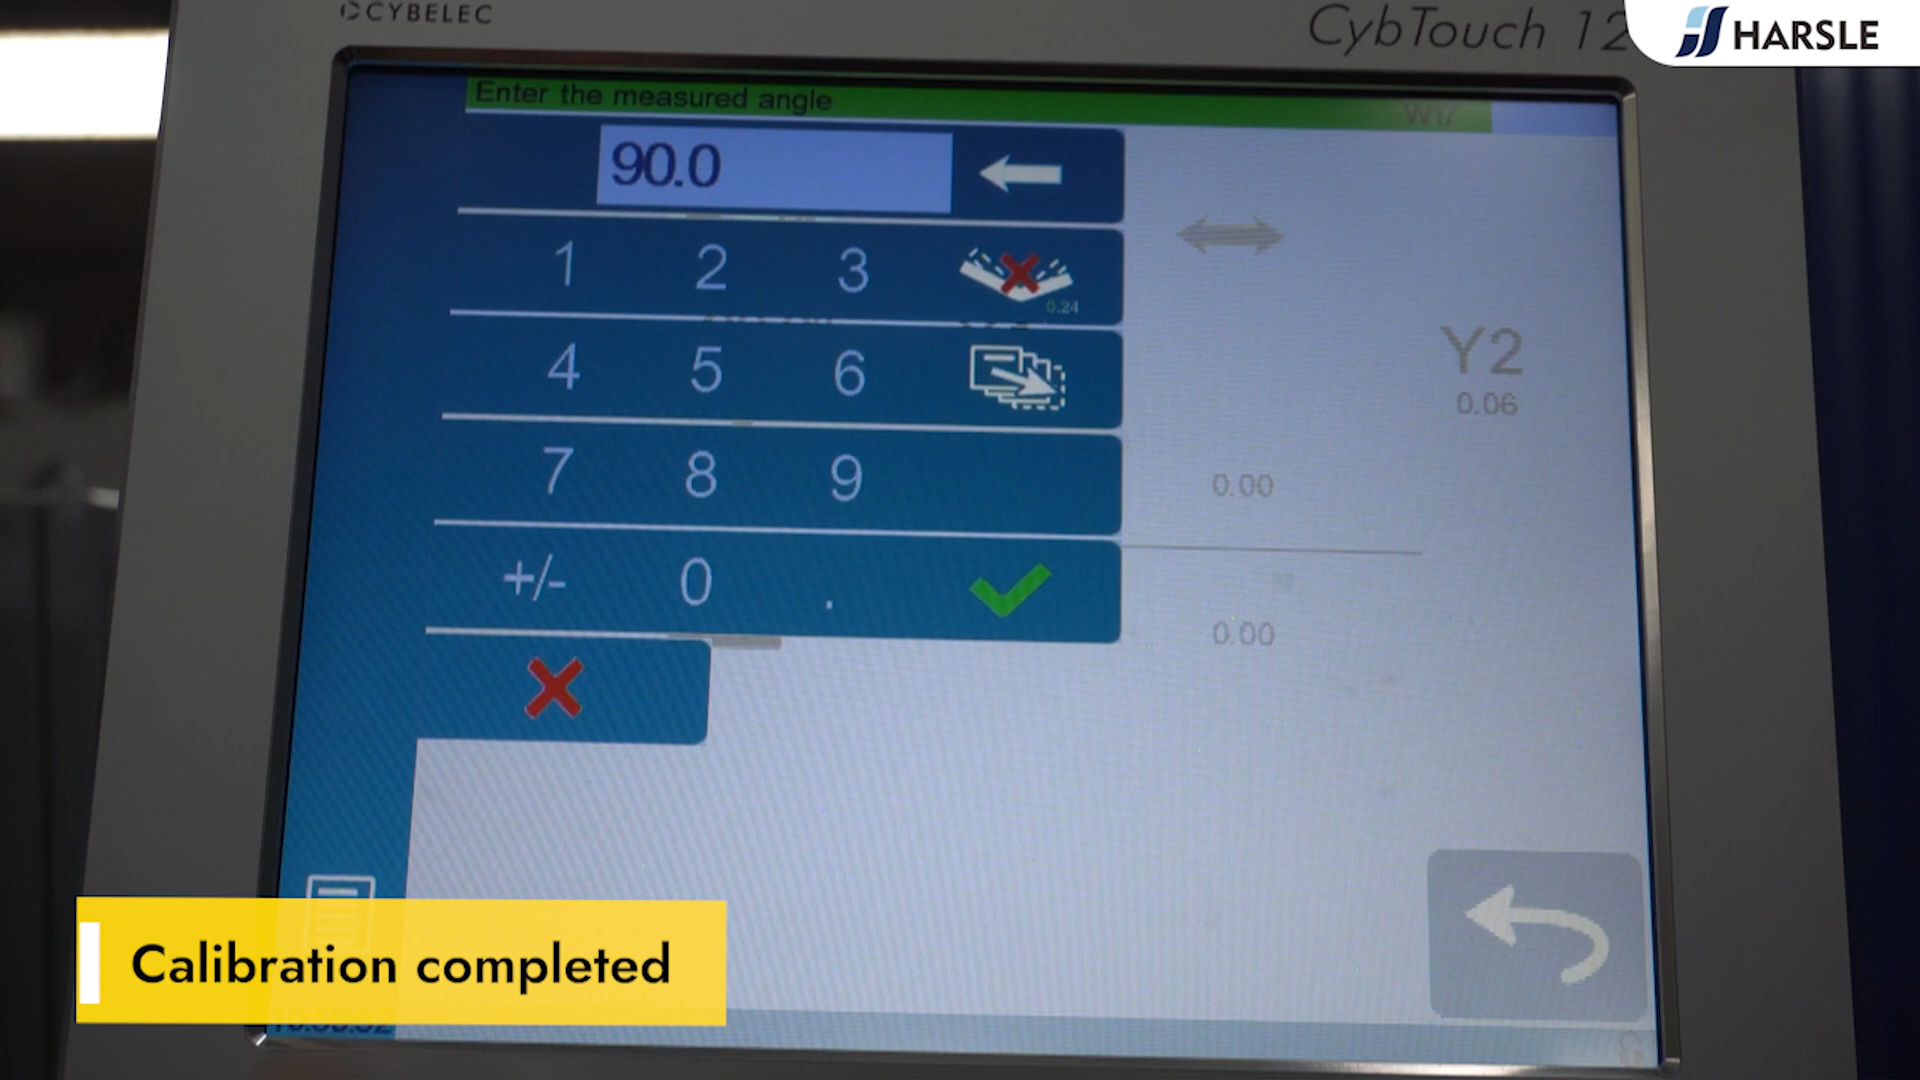 CYBELEC
CybTouch 12
HARSLE
Enter the measured angle
W17
90.0
1 2 3
0.24
4 5 6
Y2
0.06
7 8 9
0.00
+/- 0 .
0.00
Calibration completed